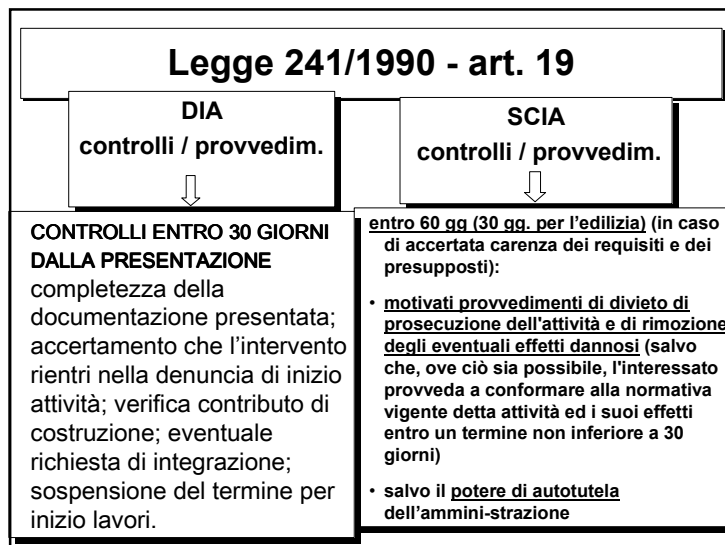 Legge 241/1990 - art. 19
DIA
controlli / provvedim.
SCIA
controlli / provvedim.
CONTROLLI ENTRO 30 GIORNI
DALLA PRESENTAZIONE
completezza della
documentazione presentata;
accertamento che l'intervento
rientri nella denuncia di inizio
attività; verifica contributo di
costruzione; eventuale
richiesta di integrazione;
sospensione del termine per
inizio lavori.
entro 60 gg (30 gg. per l'edilizia) (in caso
di accertata carenza dei requisiti e dei
presupposti):
• motivati provvedimenti di divieto di
prosecuzione dell'attività e di rimozione
degli eventuali effetti dannosi (salvo
che, ove ciò sia possibile, l'interessato
provveda a conformare alla normativa
vigente detta attività ed i suoi effetti
entro un termine non inferiore a 30
giorni)
• salvo il potere di autotutela
dell'ammini-strazione